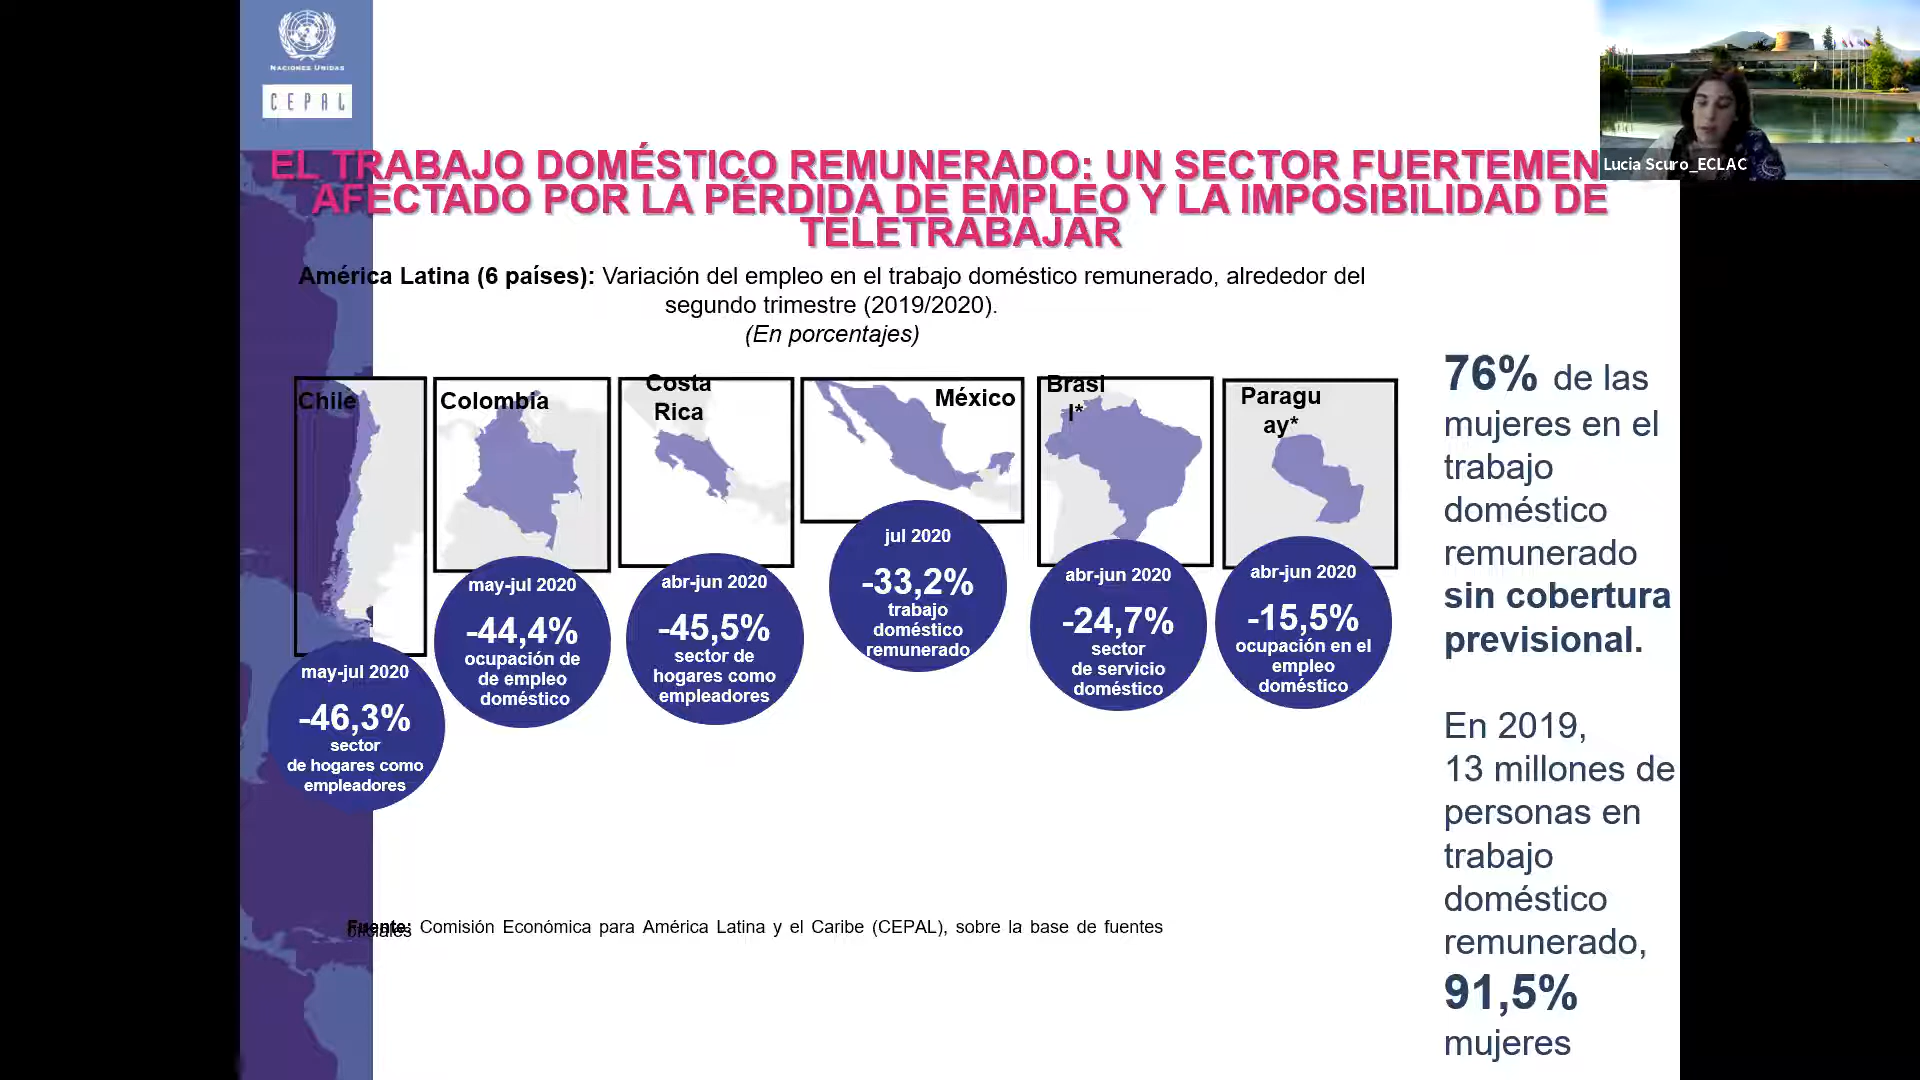 NACIONES UNIDAS
CEPAL
Lucia Scuro_ECLAC
EL TRABAJO DOMÉSTICO REMUNERADO: UN SECTOR FUERTEMEN
AFECTADO POR LA PÉRDIDA DE EMPLEO Y LA IMPOSIBILIDAD DE
TELETRABAJAR
América Latina (6 países): Variación del empleo en el trabajo doméstico remunerado, alrededor del
segundo trimestre (2019/2020).
(En porcentajes)
Chile
may-jul 2020
-46,3%
sector
de hogares como
empleadores
Colombia
may-jul 2020
-44,4%
ocupación de
de empleo
doméstico
Costa
Rica
abr-jun 2020
-45,5%
sector de
hogares como
empleadores
México
jul 2020
-33,2%
trabajo
doméstico
remunerado
Brasi
l*
abr-jun 2020
-24,7%
sector
de servicio
doméstico
Paragu
ay*
abr-jun 2020
-15,5%
ocupación en el
empleo
doméstico
76% de las
mujeres en el
trabajo
doméstico
remunerado
sin cobertura
previsional.
En 2019,
13 millones de
personas en
trabajo
doméstico
remunerado,
91,5%
mujeres
Fuente: Comisión Económica para América Latina y el Caribe (CEPAL), sobre la base de fuentes
oficiales